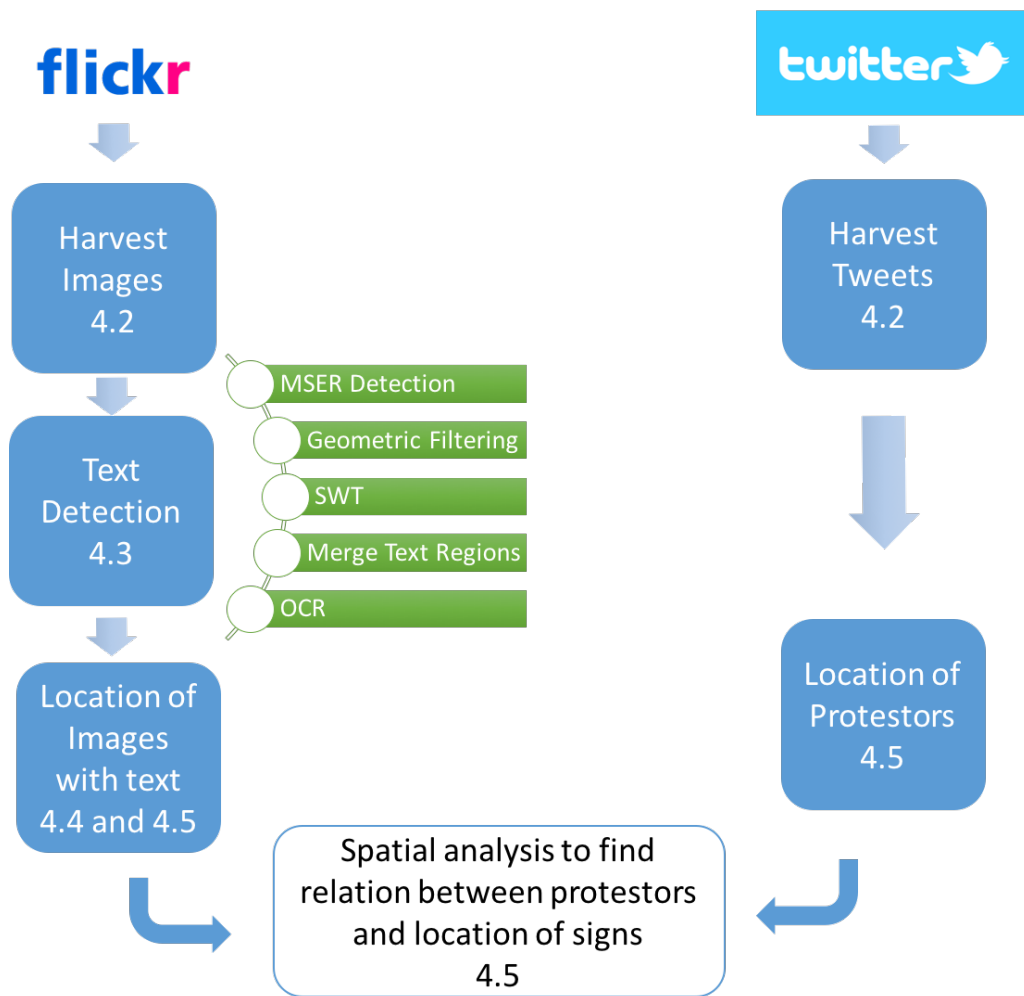 flickr
Harvest
Images
4.2
Text
Detection
4.3
MSER Detection
Geometric Filtering
SWT
Merge Text Regions
OCR
Location of
Images
with text
4.4 and 4.5
twitter
Harvest
Tweets
4.2
Location of
Protestors
4.5
Spatial analysis to find
relation between protestors
and location of signs
4.5